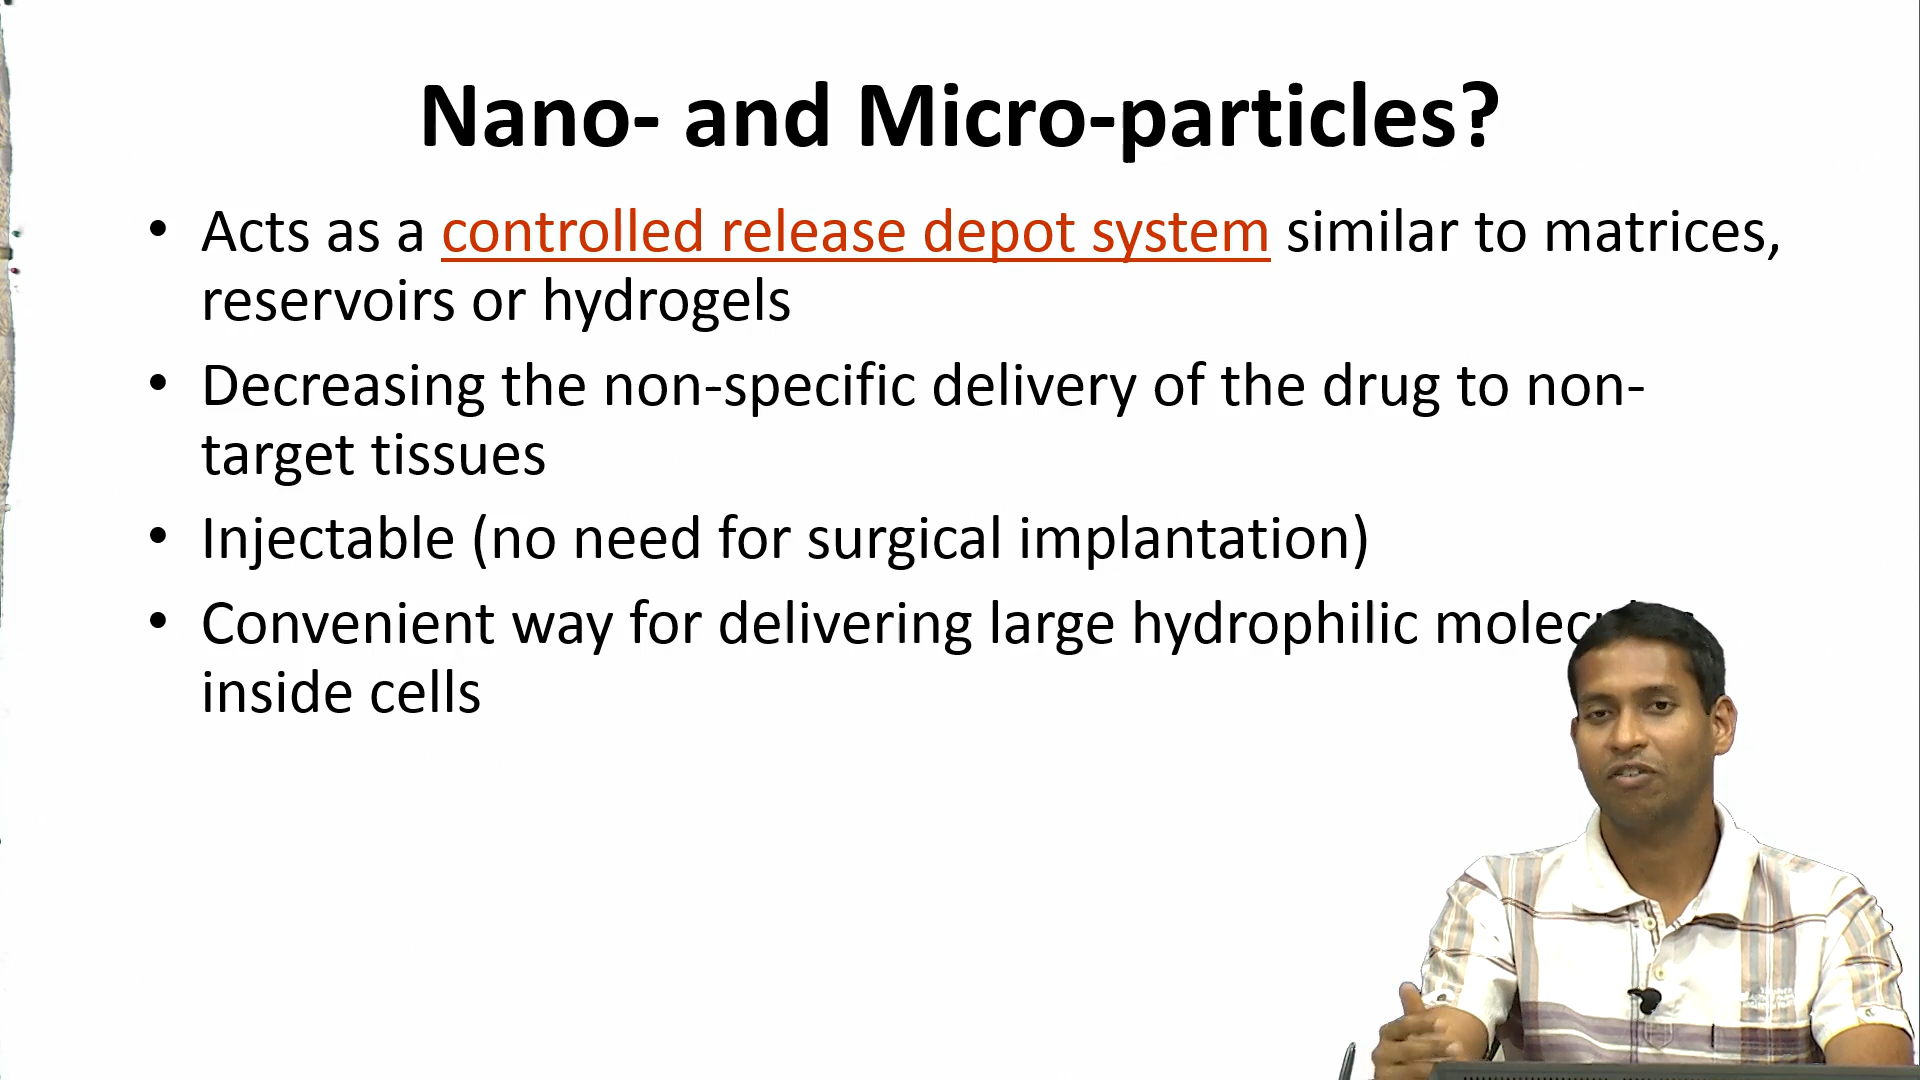 Nano- and Micro-particles?
• Acts as a controlled release depot system similar to matrices,
reservoirs or hydrogels
• Decreasing the non-specific delivery of the drug to non-
target tissues
• Injectable (no need for surgical implantation)
• Convenient way for delivering large hydrophilic
inside cells